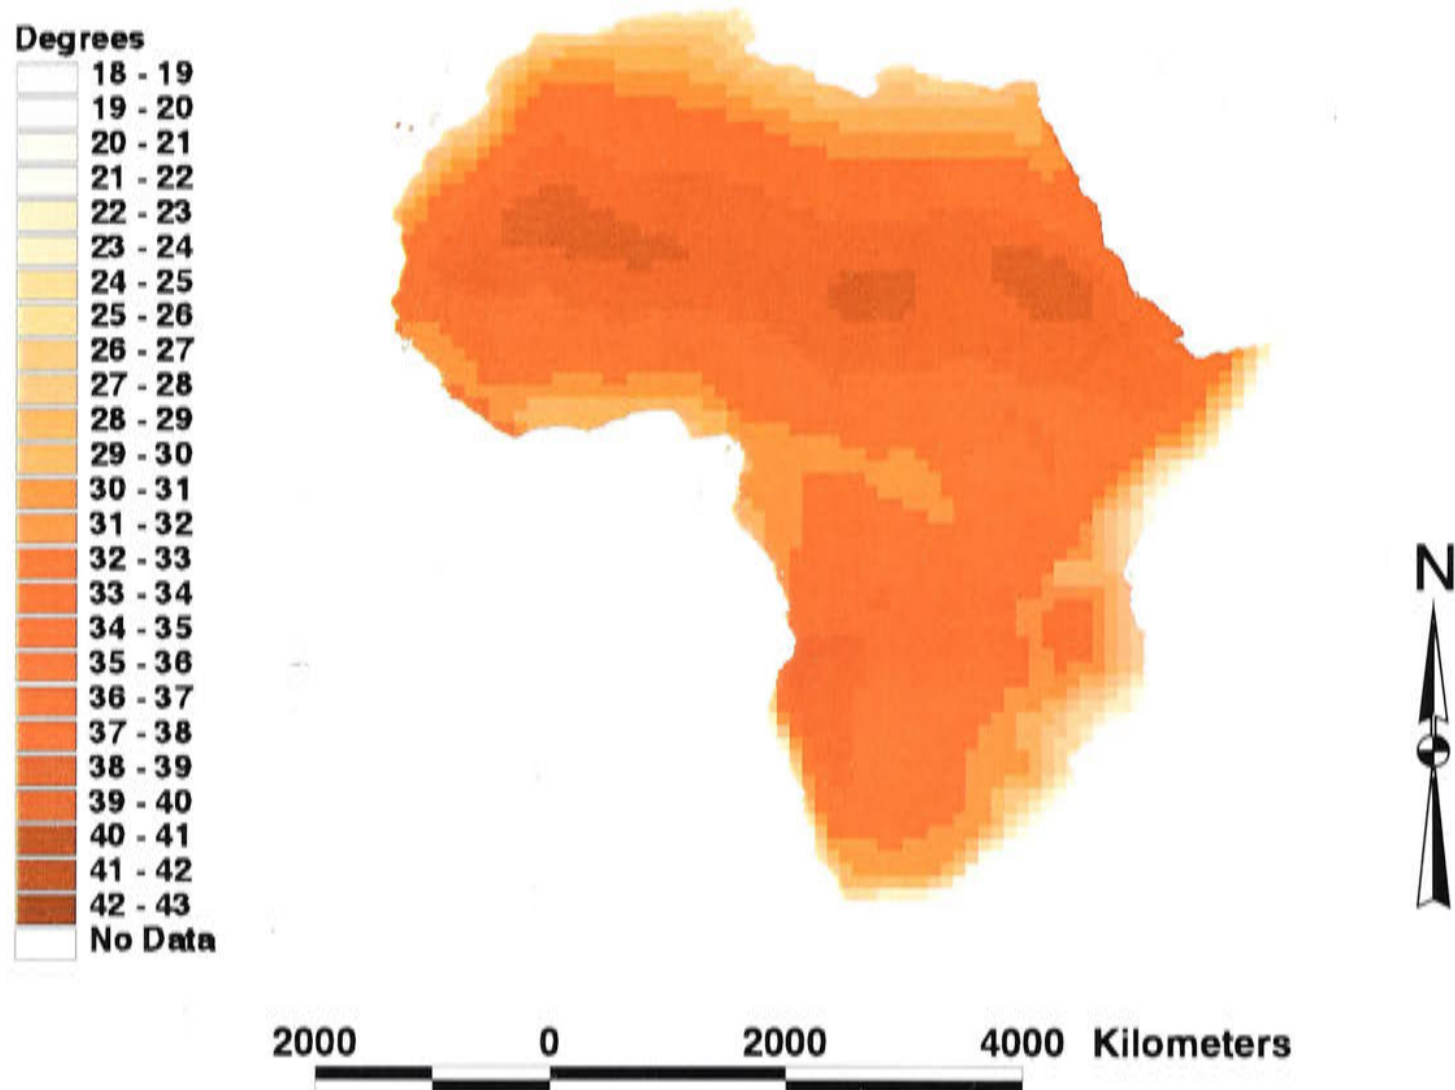 Degrees
18 - 19
19 - 20
20 - 21
21 - 22
22 - 23
23 - 24
24 - 25
25 - 26
26 - 27
27 - 28
28 - 29
29 - 30
30 - 31
31 - 32
32 - 33
33 - 34
34 - 35
35 - 36
36 - 37
37 - 38
38 - 39
39 - 40
40 - 41
41 - 42
42 - 43
No Data
N
2000 0 2000 4000 Kilometers